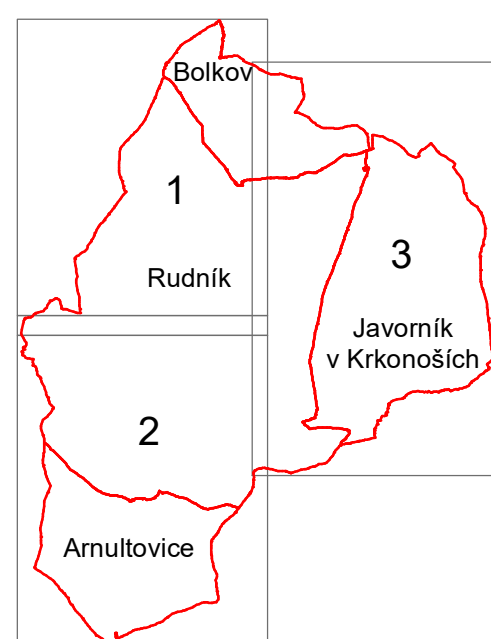 Bolkov
1
Rudník
3
Javorník
v Krkonoších
2
Arnultovice